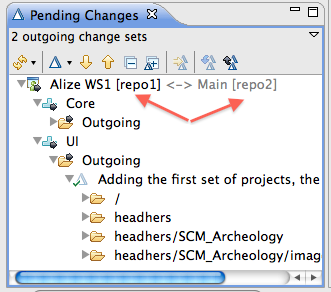 Pending Changes
2 outgoing change sets
Alize WS1 [repo1] <-> Main [repo2]
Core
Outgoing
UI
Outgoing
Adding the first set of projects, the
/
headhers
headhers/SCM_Archeology
headhers/SCM_Archeology/imag